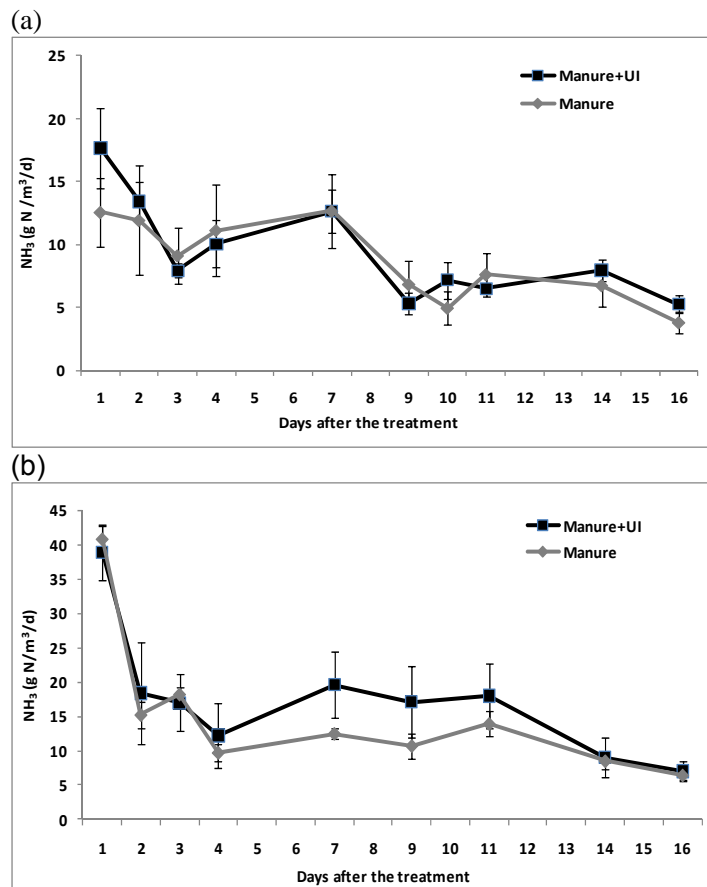 (a)
25
20
15
10
5
0
NH₃ (g N /m³/d)
Manure+UI
Manure
1 2 3 4 5 6 7 8 9 10 11 12 13 14 15 16
Days after the treatment
(b)
45
40
35
30
25
20
15
10
5
0
NH₃ (g N/m³/d)
Manure+UI
Manure
1 2 3 4 5 6 7 8 9 10 11 12 13 14 15 16
Days after the treatment